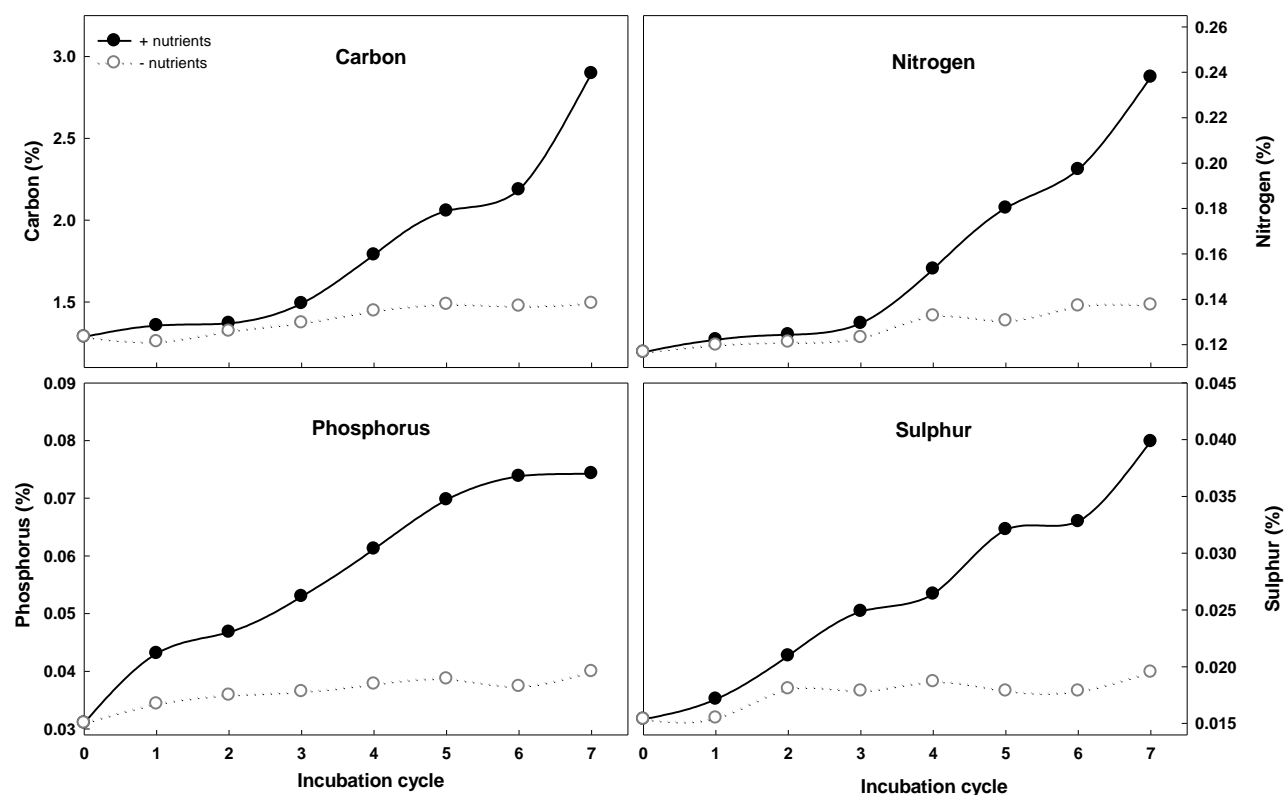 + nutrients
- nutrients
Carbon
Carbon (%)
3.0
2.5
2.0
1.5
Nitrogen
Nitrogen (%)
0.26
0.24
0.22
0.20
0.18
0.16
0.14
0.12
Phosphorus
Phosphorus (%)
0.09
0.08
0.07
0.06
0.05
0.04
0.03
0 1 2 3 4 5 6 7
Incubation cycle
Sulphur
Sulphur (%)
0.045
0.040
0.035
0.030
0.025
0.020
0.015
0 1 2 3 4 5 6 7
Incubation cycle